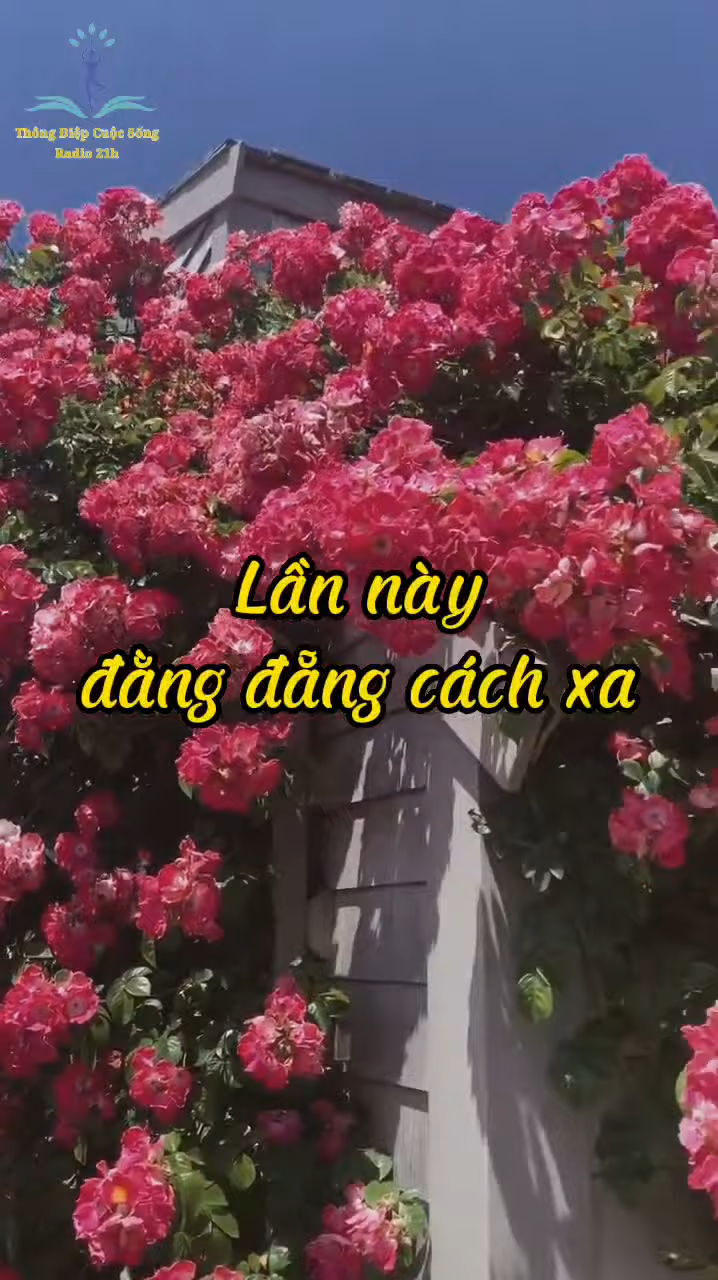 Thông Điệp Cuộc Sống
Radio 21h
Lần này
đằng đẵng cách xa